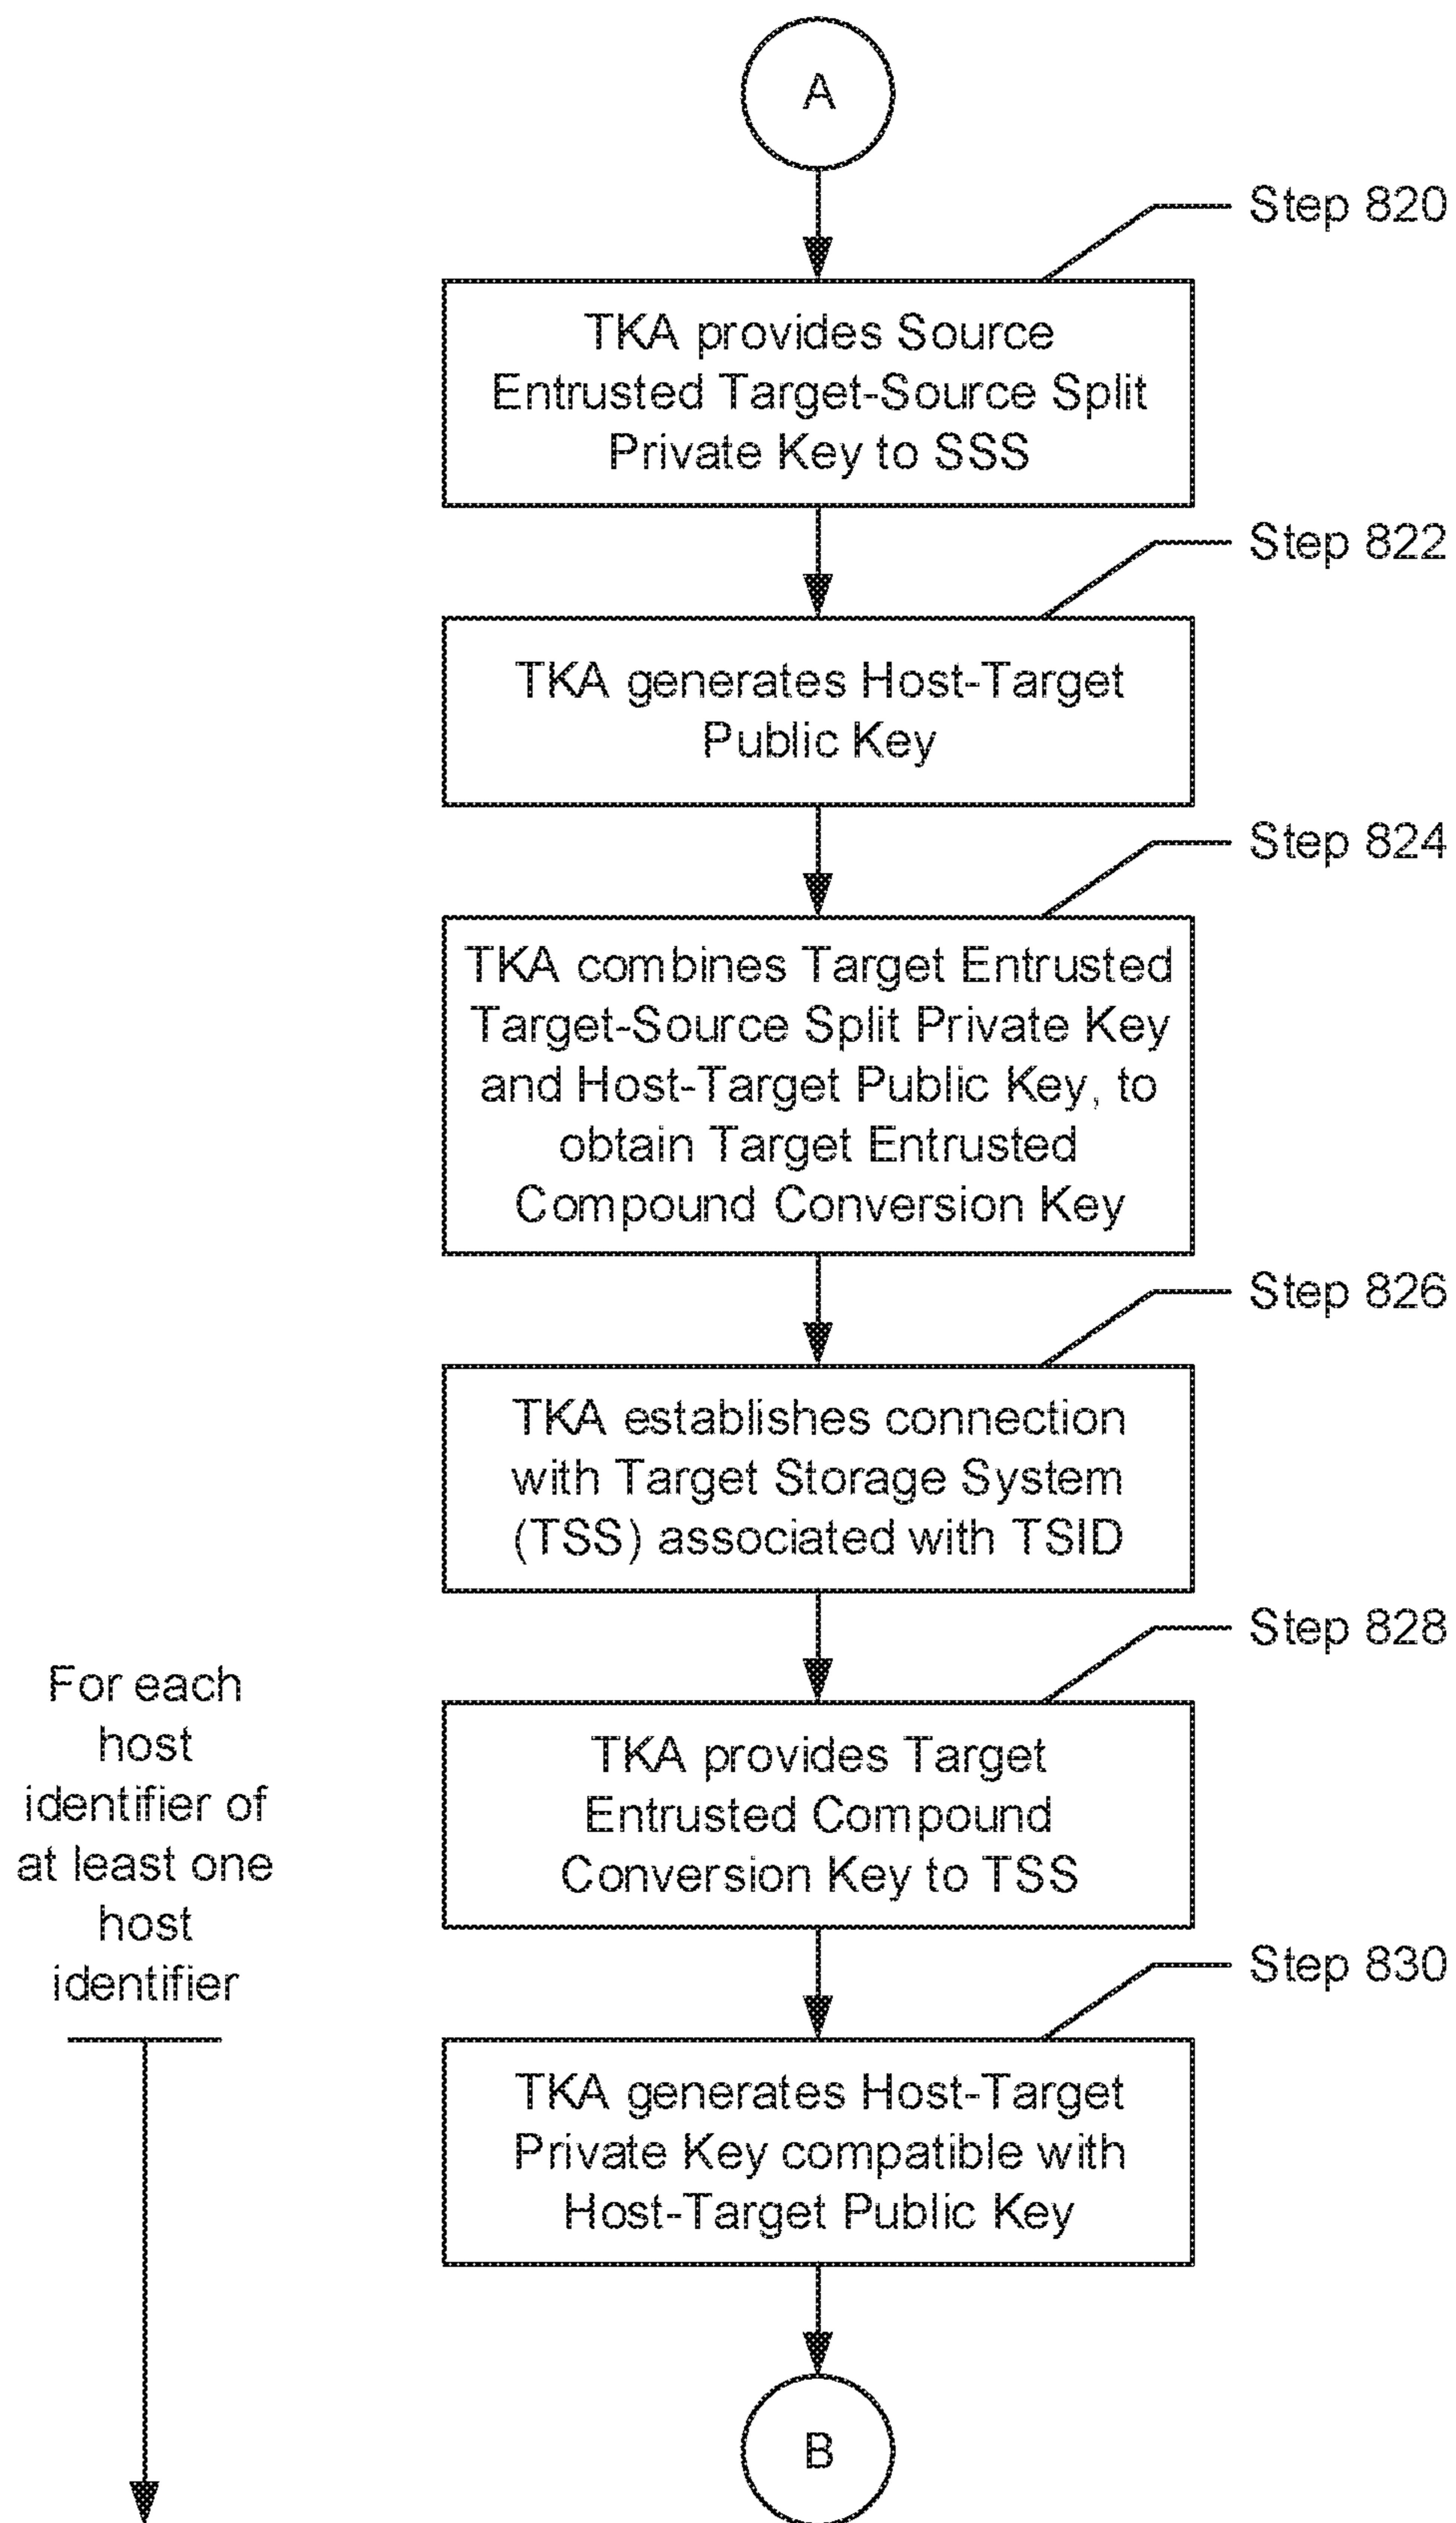 A
Step 820
TKA provides Source
Entrusted Target-Source Split
Private Key to SSS
Step 822
TKA generates Host-Target
Public Key
Step 824
TKA combines Target Entrusted
Target-Source Split Private Key
and Host-Target Public Key, to
obtain Target Entrusted
Compound Conversion Key
Step 826
TKA establishes connection
with Target Storage System
(TSS) associated with TSID
Step 828
TKA provides Target
Entrusted Compound
Conversion Key to TSS
For each
host
identifier of
at least one
host
identifier
Step 830
TKA generates Host-Target
Private Key compatible with
Host-Target Public Key
B